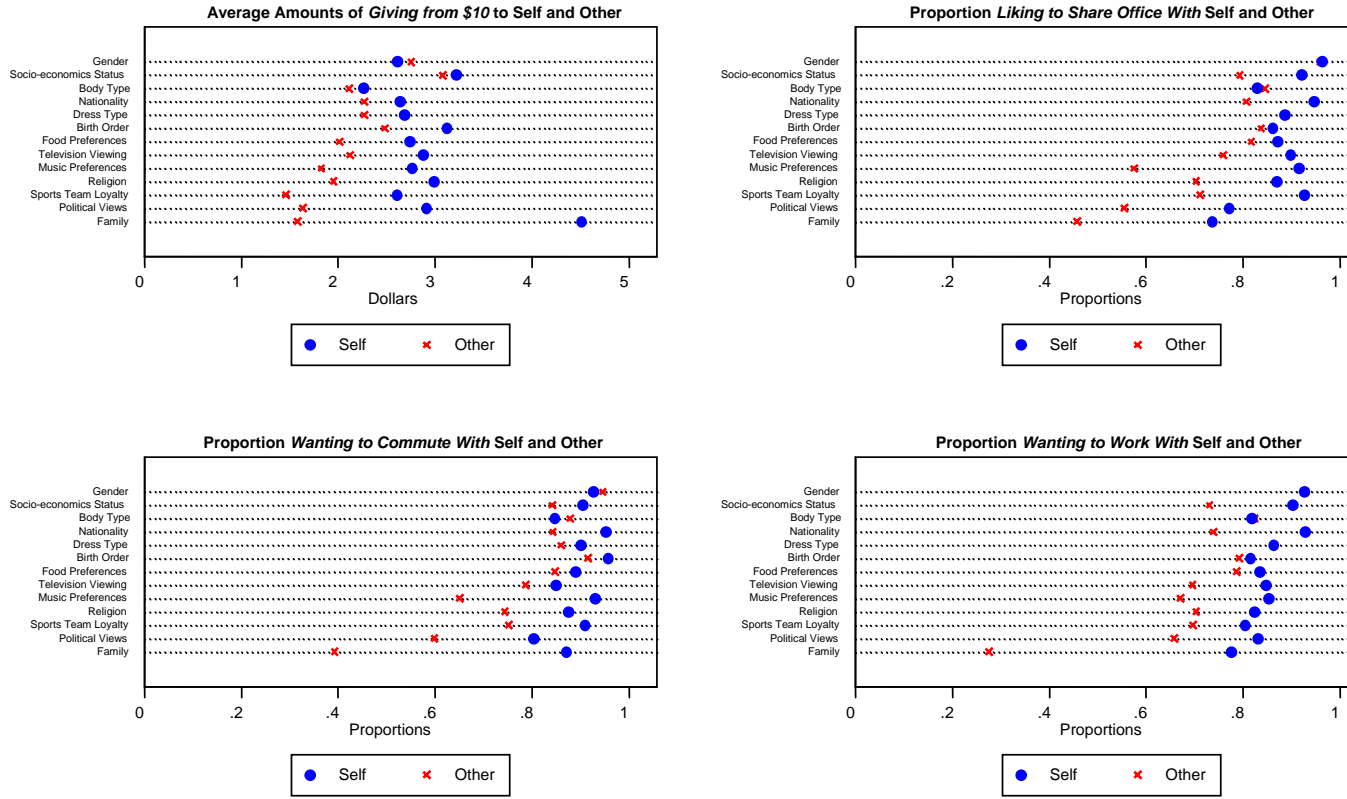 Average Amounts of Giving from $10 to Self and Other
Gender
Socio-economics Status
Body Type
Nationality
Dress Type
Birth Order
Food Preferences
Television Viewing
Music Preferences
Religion
Sports Team Loyalty
Political Views
Family
0 1 2 3 4 5
Dollars
Self Other
Proportion Liking to Share Office With Self and Other
Gender
Socio-economics Status
Body Type
Nationality
Dress Type
Birth Order
Food Preferences
Television Viewing
Music Preferences
Religion
Sports Team Loyalty
Political Views
Family
0 .2 .4 .6 .8 1
Proportions
Self Other
Proportion Wanting to Commute With Self and Other
Gender
Socio-economics Status
Body Type
Nationality
Dress Type
Birth Order
Food Preferences
Television Viewing
Music Preferences
Religion
Sports Team Loyalty
Political Views
Family
0 .2 .4 .6 .8 1
Proportions
Self Other
Proportion Wanting to Work With Self and Other
Gender
Socio-economics Status
Body Type
Nationality
Dress Type
Birth Order
Food Preferences
Television Viewing
Music Preferences
Religion
Sports Team Loyalty
Political Views
Family
0 .2 .4 .6 .8 1
Proportions
Self Other